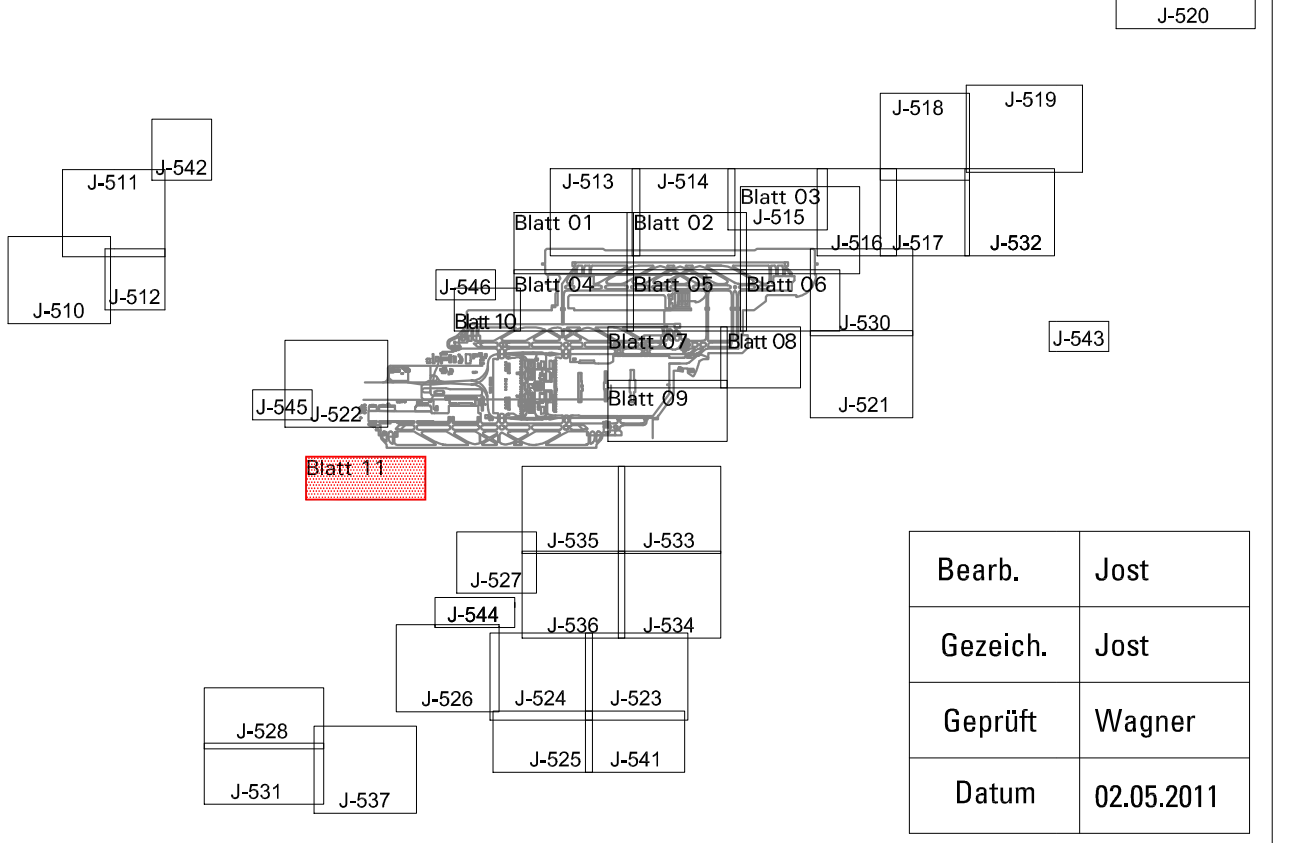 J-520
J-518
J-519
J-542
J-511
J-513
J-514
Blatt 03
J-515
Blatt 01
Blatt 02
J-516
J-517
J-532
J-510
J-512
J-546
Blatt 04
Blatt 05
Blatt 06
Blatt 10
J-530
Blatt 07
Blatt 08
J-543
Blatt 09
J-545
J-522
J-521
Blatt 11
J-535
J-533
J-527
J-544
J-536
J-534
J-526
J-524
J-523
J-528
J-525
J-541
J-531
J-537
Bearb. Jost
Gezeich. Jost
Geprüft Wagner
Datum 02.05.2011